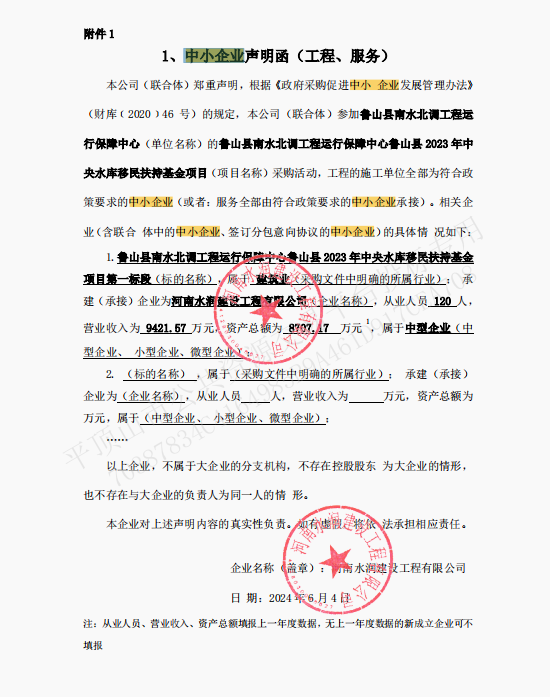 附件 1
1、中小企业声明函（工程、服务）
本公司（联合体）郑重声明，根据《政府采购促进中小 企业发展管理办法》
（财库﹝2020﹞46 号）的规定，本公司（联合体）参加鲁山县南水北调工程运
行保障中心（单位名称）的鲁山县南水北调工程运行保障中心鲁山县 2023 年中
央水库移民扶持基金项目（项目名称）采购活动，工程的施工单位全部为符合政
策要求的中小企业（或者：服务全部由符合政策要求的中小企业承接）。相关企
业（含联合 体中的中小企业、签订分包意向协议的中小企业）的具体情 况如下：
1. 鲁山县南水北调工程运行保障中心鲁山县 2023 年中央水库移民扶持基金
项目第一标段（标的名称），属于 建筑业（采购文件中明确的所属行业）； 承
建（承接）企业为河南水润建设工程有限公司（企业名称），从业人员 120 人，
营业收入为 9421.57 万元，资产总额为 8707.17 万元 1，属于中型企业（中
型企业、 小型企业、微型企业）；
2. （标的名称） ，属于（采购文件中明确的所属行业）； 承建（承接）
企业为（企业名称），从业人员 人，营业收入为 万元，资产总额为
万元，属于（中型企业、 小型企业、微型企业）；
……
以上企业，不属于大企业的分支机构，不存在控股股东 为大企业的情形，
也不存在与大企业的负责人为同一人的情 形。
本企业对上述声明内容的真实性负责。如有虚假，将依 法承担相应责任。
企业名称（盖章）：河南水润建设工程有限公司
日 期：2024 年 6 月 4 日
注：从业人员、营业收入、资产总额填报上一年度数据，无上一年度数据的新成立企业可不
填报
河南水润建设工程有限公司
河南水润建设工程有限公司